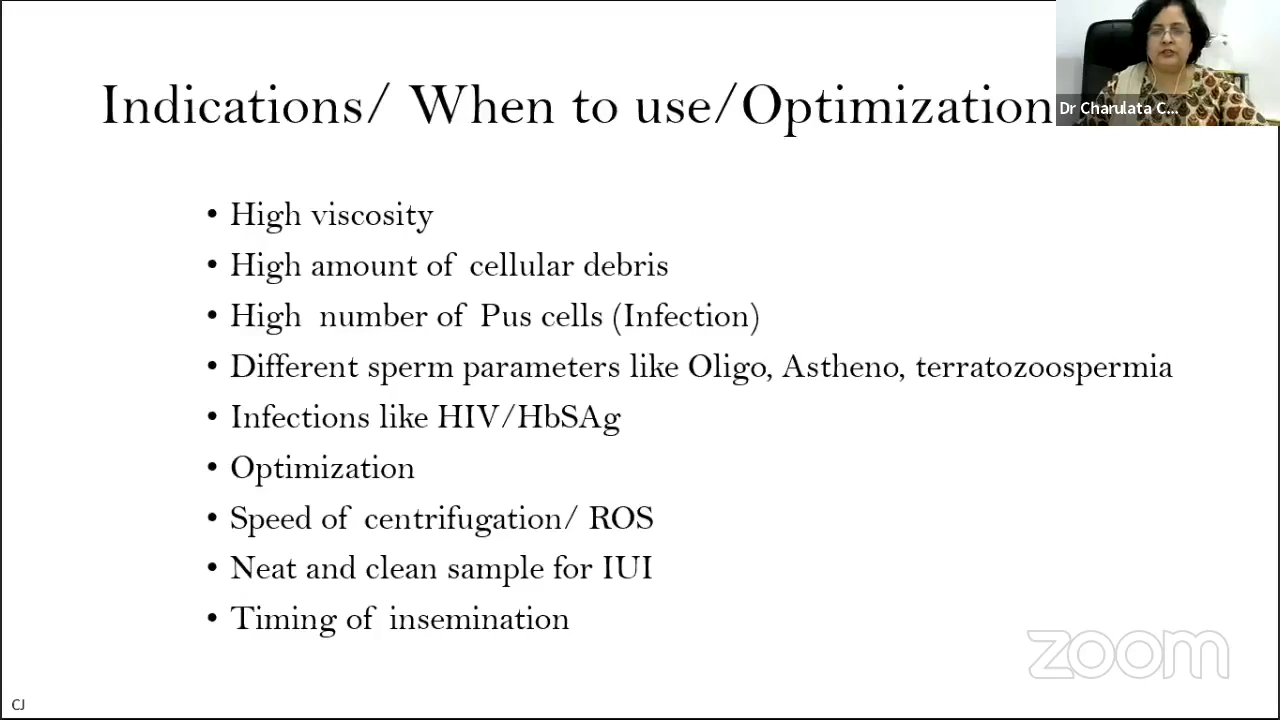 Indications/ When to use/Optimization
Dr Charulata C...
• High viscosity
• High amount of cellular debris
• High number of Pus cells (Infection)
• Different sperm parameters like Oligo, Astheno, terratozoospermia
• Infections like HIV/HbSAg
• Optimization
• Speed of centrifugation/ ROS
• Neat and clean sample for IUI
• Timing of insemination
zoom
CJ